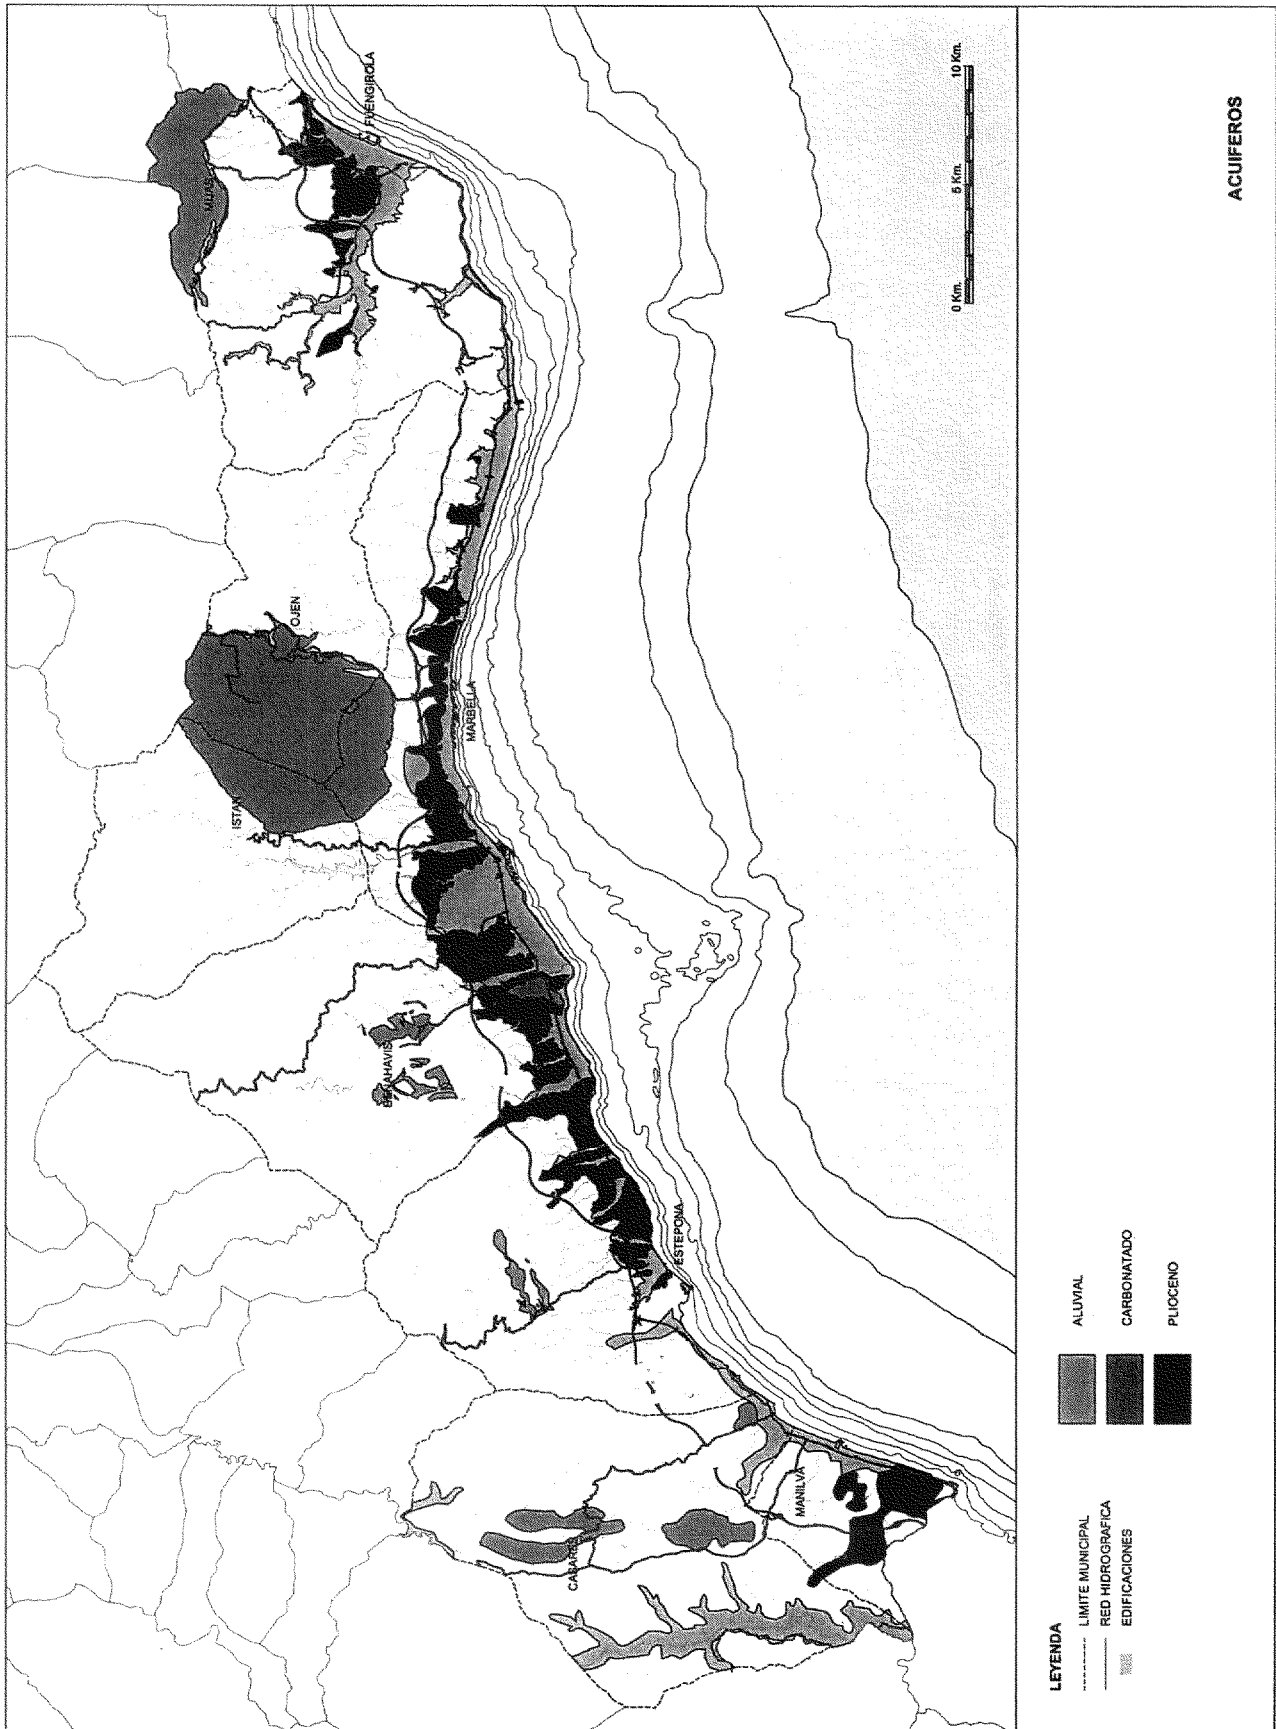 MIJAS
FUENGIROLA
OJEN
ISTAN
MARBELLA
BENAHAVIS
ESTEPONA
CASARES
MANILVA
0 Km.
5 Km.
10 Km.
ACUIFEROS
LEYENDA
LIMITE MUNICIPAL
RED HIDROGRAFICA
EDIFICACIONES
ALUVIAL
CARBONATADO
PLIOCENO